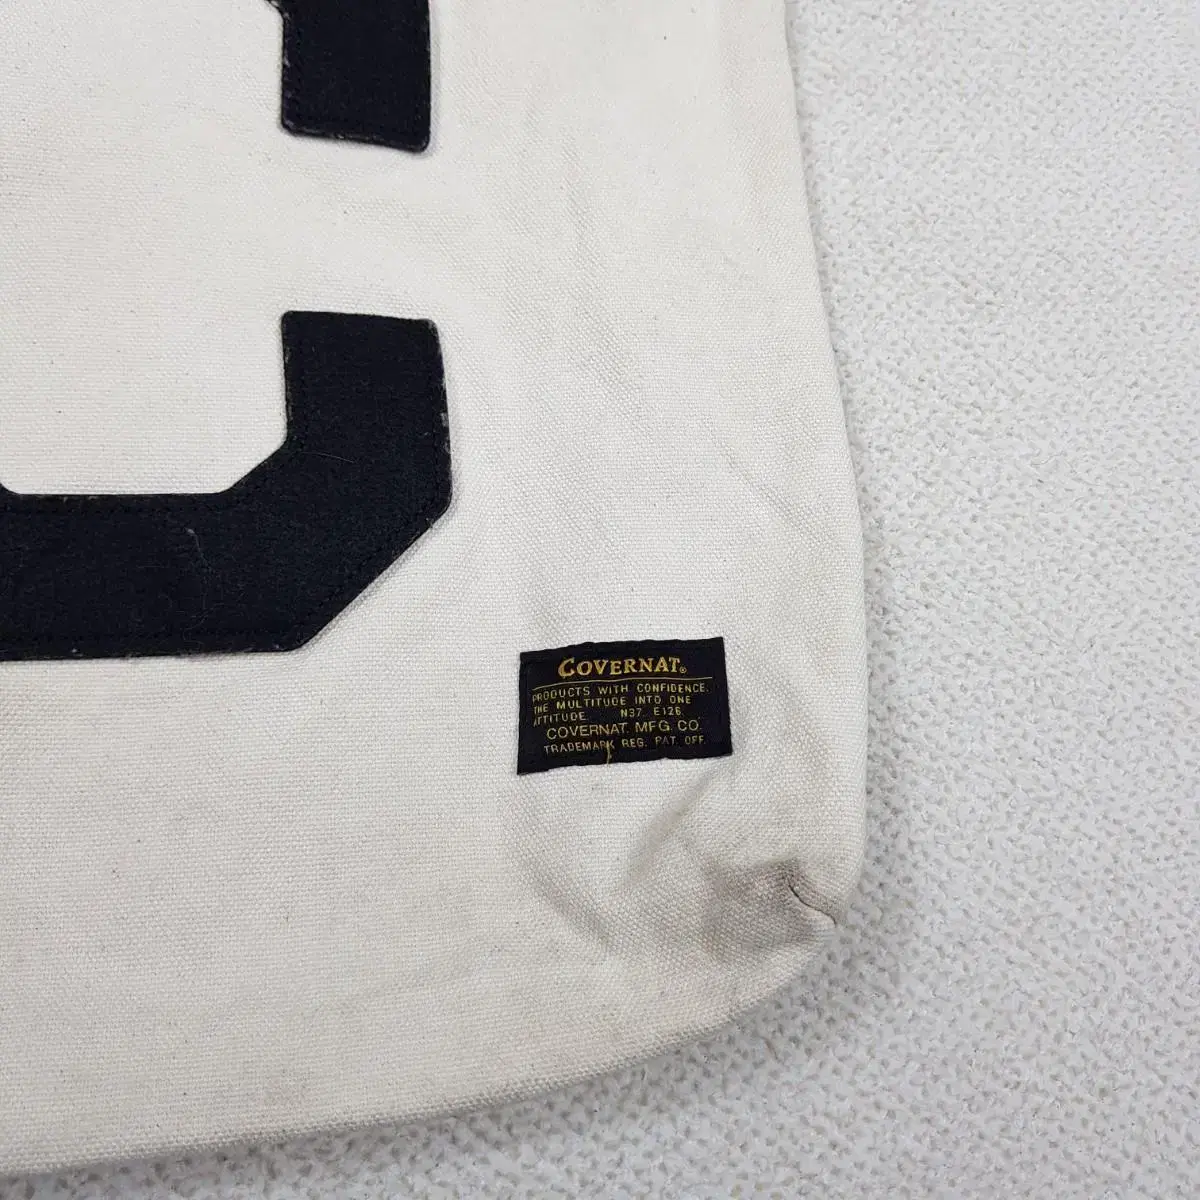 C
COVERNAT®
PRODUCTS WITH CONFIDENCE.
THE MULTITUDE INTO ONE
ATTITUDE N37 E126.
COVERNAT. MFG. CO.
TRADEMARK REG. PAT. OFF.